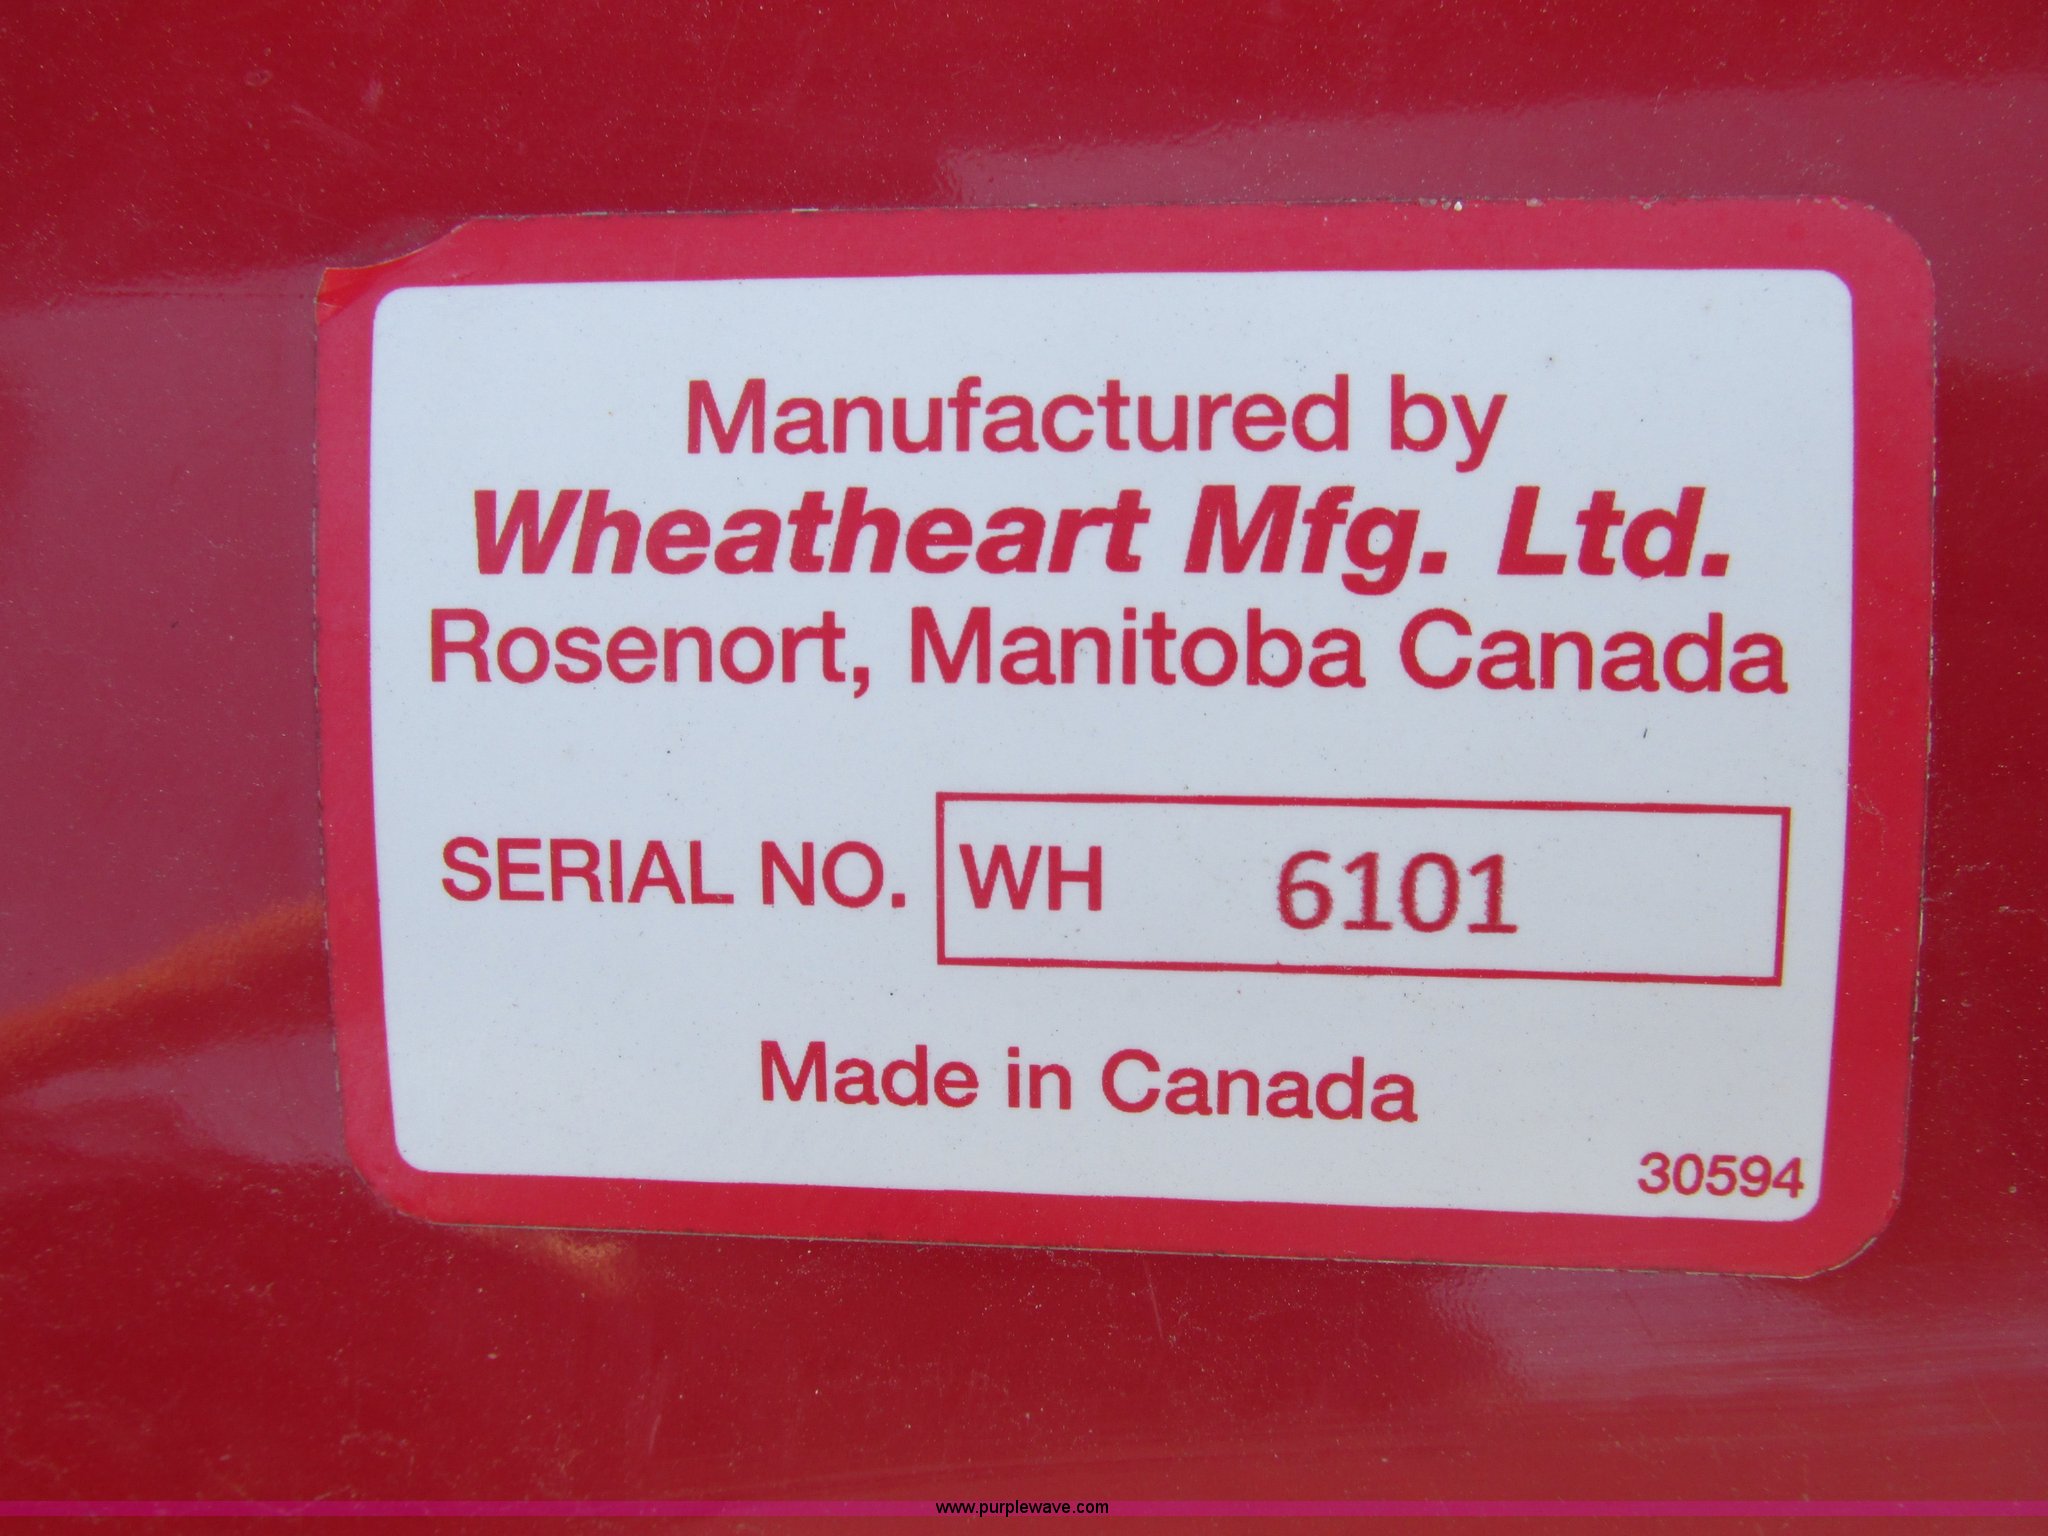 Manufactured by
Wheatheart Mfg. Ltd.
Rosenort, Manitoba Canada
SERIAL NO. WH 6101
Made in Canada
30594
www.purplewave.com